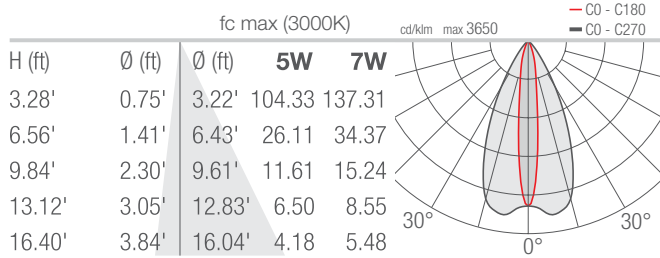 fc max (3000K)
H (ft) Ø (ft) Ø (ft) 5W 7W
3.28' 0.75' 3.22' 104.33 137.31
6.56' 1.41' 6.43' 26.11 34.37
9.84' 2.30' 9.61' 11.61 15.24
13.12' 3.05' 12.83' 6.50 8.55
16.40' 3.84' 16.04' 4.18 5.48
cd/klm max 3650
C0 - C180
C0 - C270
30° 30°
0°